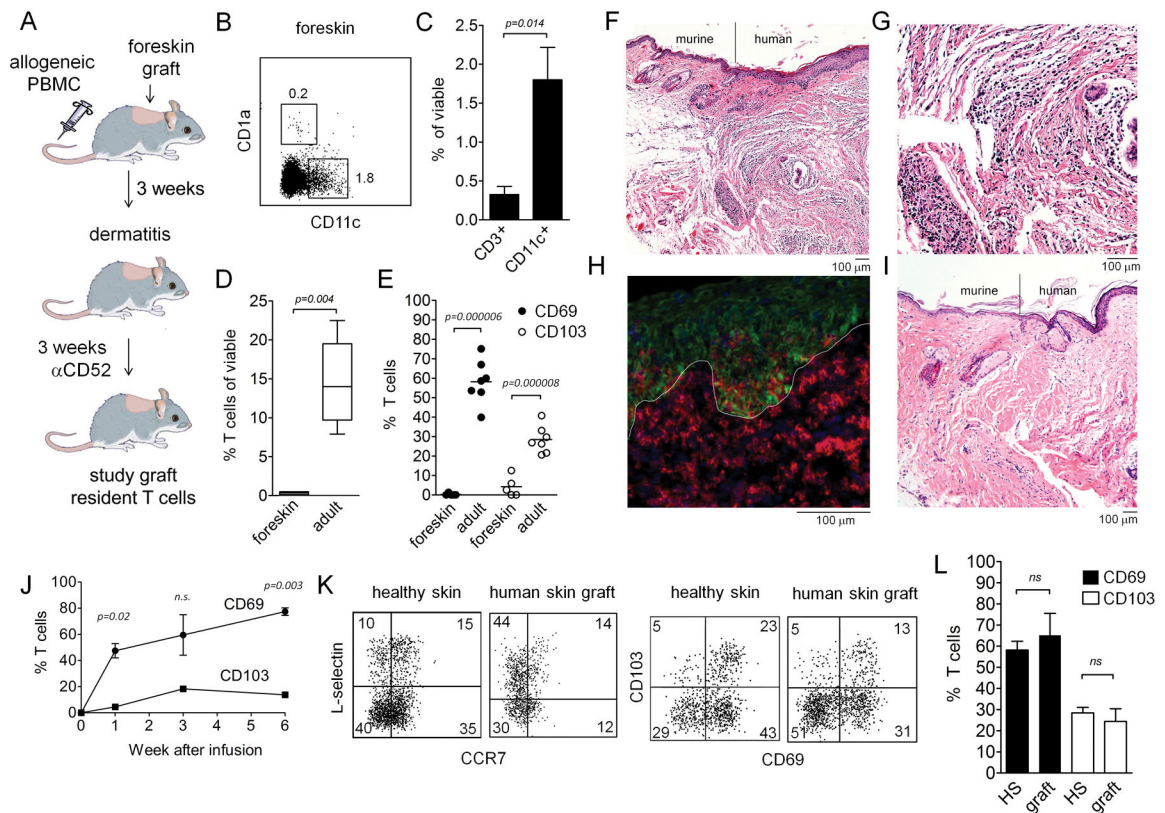 A
allogeneic
PBMC
foreskin
graft
3 weeks
dermatitis
3 weeks
αCD52
study graft
resident T cells
B
foreskin
CD1a
0.2
1.8
CD11c
C
p=0.014
% of viable
2.5
2.0
1.5
1.0
0.5
0.0
CD3+
CD11c+
D
p=0.004
% T cells of viable
25
20
15
10
5
0
foreskin
adult
E
CD69
CD103
p=0.000006
p=0.000008
% T cells
100
90
80
70
60
50
40
30
20
10
0
foreskin
adult
foreskin
adult
F
murine
human
100 µm
G
100 µm
H
100 µm
I
murine
human
100 µm
J
% T cells
100
80
60
40
20
0
p=0.02
n.s.
p=0.003
CD69
CD103
0 1 2 3 4 5 6
Week after infusion
K
healthy skin
human skin graft
L-selectin
10 15
40 35
44 14
30 12
CCR7
healthy skin
human skin graft
CD103
5 23
29 43
5 13
51 31
CD69
L
CD69
CD103
ns
ns
% T cells
100
90
80
70
60
50
40
30
20
10
0
HS
graft
HS
graft